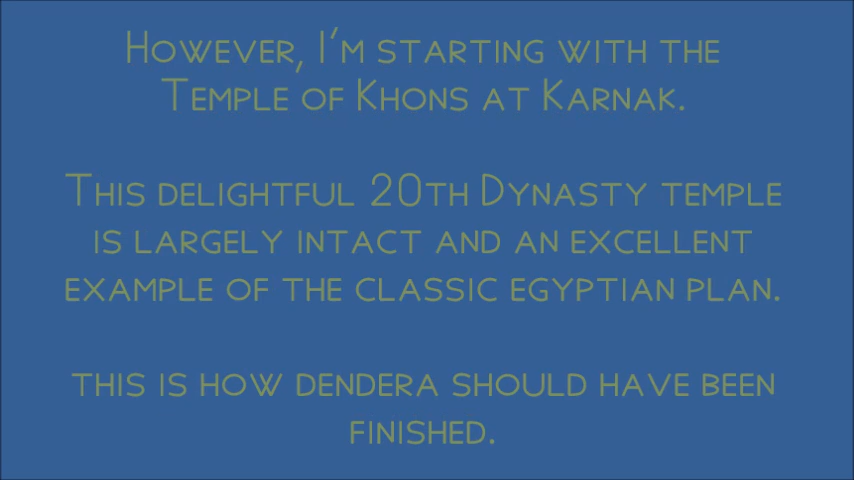 However, I'm starting with the
Temple of Khons at Karnak.
This delightful 20th Dynasty temple
is largely intact and an excellent
example of the classic egyptian plan.
this is how dendera should have been
finished.